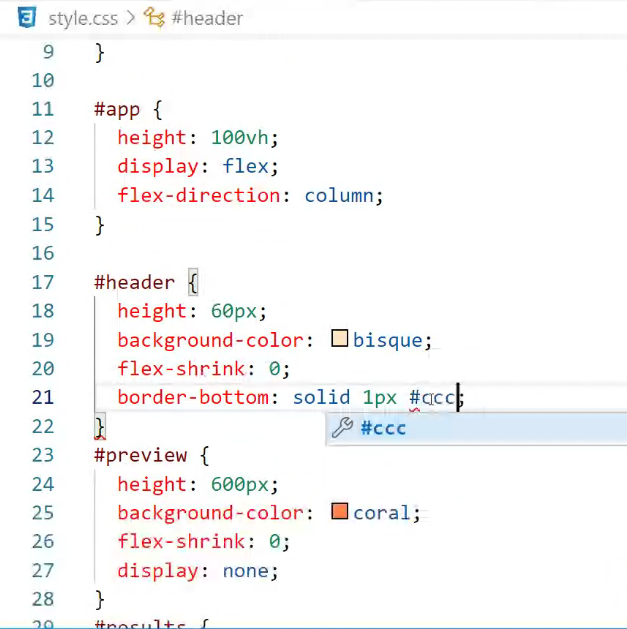 style.css > #header
9 }
10
11 #app {
12 height: 100vh;
13 display: flex;
14 flex-direction: column;
15 }
16
17 #header {
18 height: 60px;
19 background-color: bisque;
20 flex-shrink: 0;
21 border-bottom: solid 1px #ccc;
22 }
#ccc
23 #preview {
24 height: 600px;
25 background-color: coral;
26 flex-shrink: 0;
27 display: none;
28 }
29 #results {